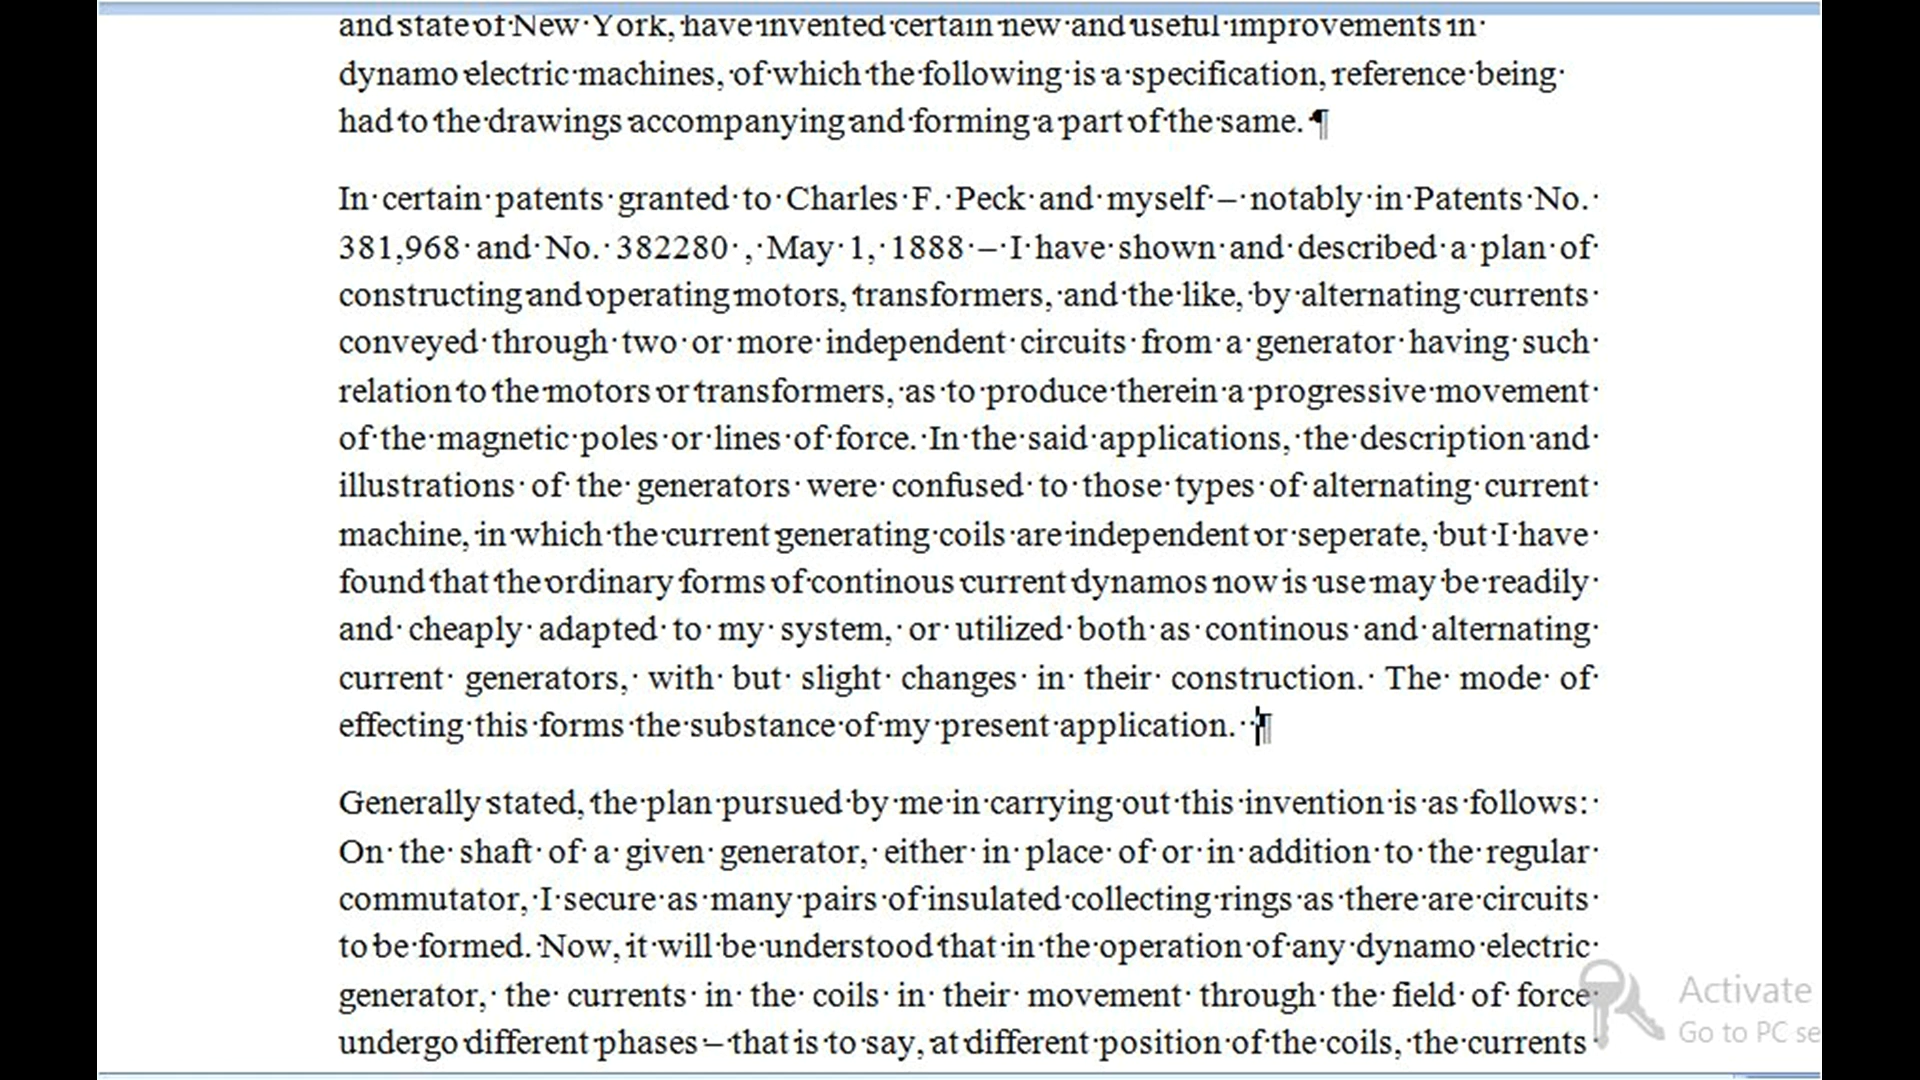 and state of New York, have invented certain new and useful improvements in
dynamo electric machines, of which the following is a specification, reference being
had to the drawings accompanying and forming a part of the same. ¶
In certain patents granted to Charles F. Peck and myself – notably in Patents No.
381,968 and No. 382280 , May 1, 1888 – I have shown and described a plan of
constructing and operating motors, transformers, and the like, by alternating currents
conveyed through two or more independent circuits from a generator having such
relation to the motors or transformers, as to produce therein a progressive movement
of the magnetic poles or lines of force. In the said applications, the description and
illustrations of the generators were confused to those types of alternating current
machine, in which the current generating coils are independent or seperate, but I have
found that the ordinary forms of continous current dynamos now is use may be readily
and cheaply adapted to my system, or utilized both as continous and alternating
current generators, with but slight changes in their construction. The mode of
effecting this forms the substance of my present application. ¶
Generally stated, the plan pursued by me in carrying out this invention is as follows:
On the shaft of a given generator, either in place of or in addition to the regular
commutator, I secure as many pairs of insulated collecting rings as there are circuits
to be formed. Now, it will be understood that in the operation of any dynamo electric
generator, the currents in the coils in their movement through the field of force
undergo different phases – that is to say, at different position of the coils, the currents
Activate
Go to PC se